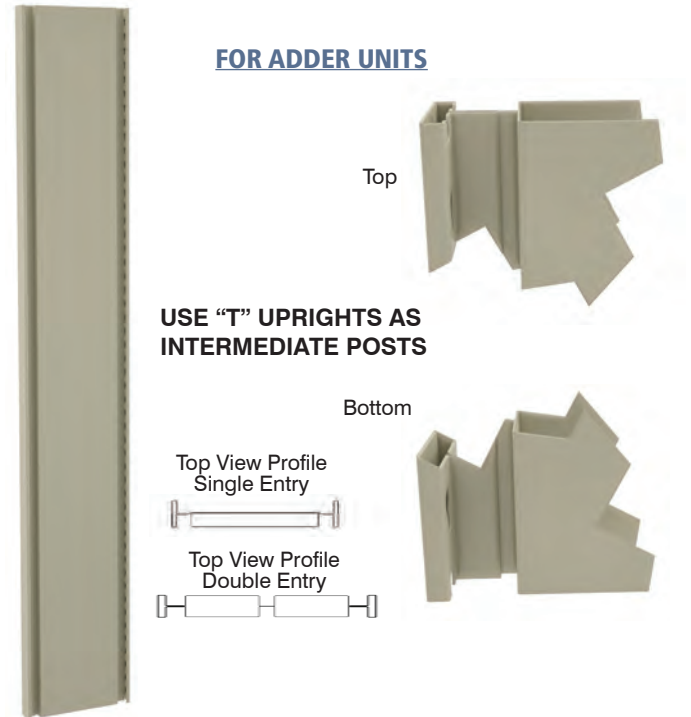 FOR ADDER UNITS
Top
USE “T” UPRIGHTS AS
INTERMEDIATE POSTS
Bottom
Top View Profile
Single Entry
Top View Profile
Double Entry